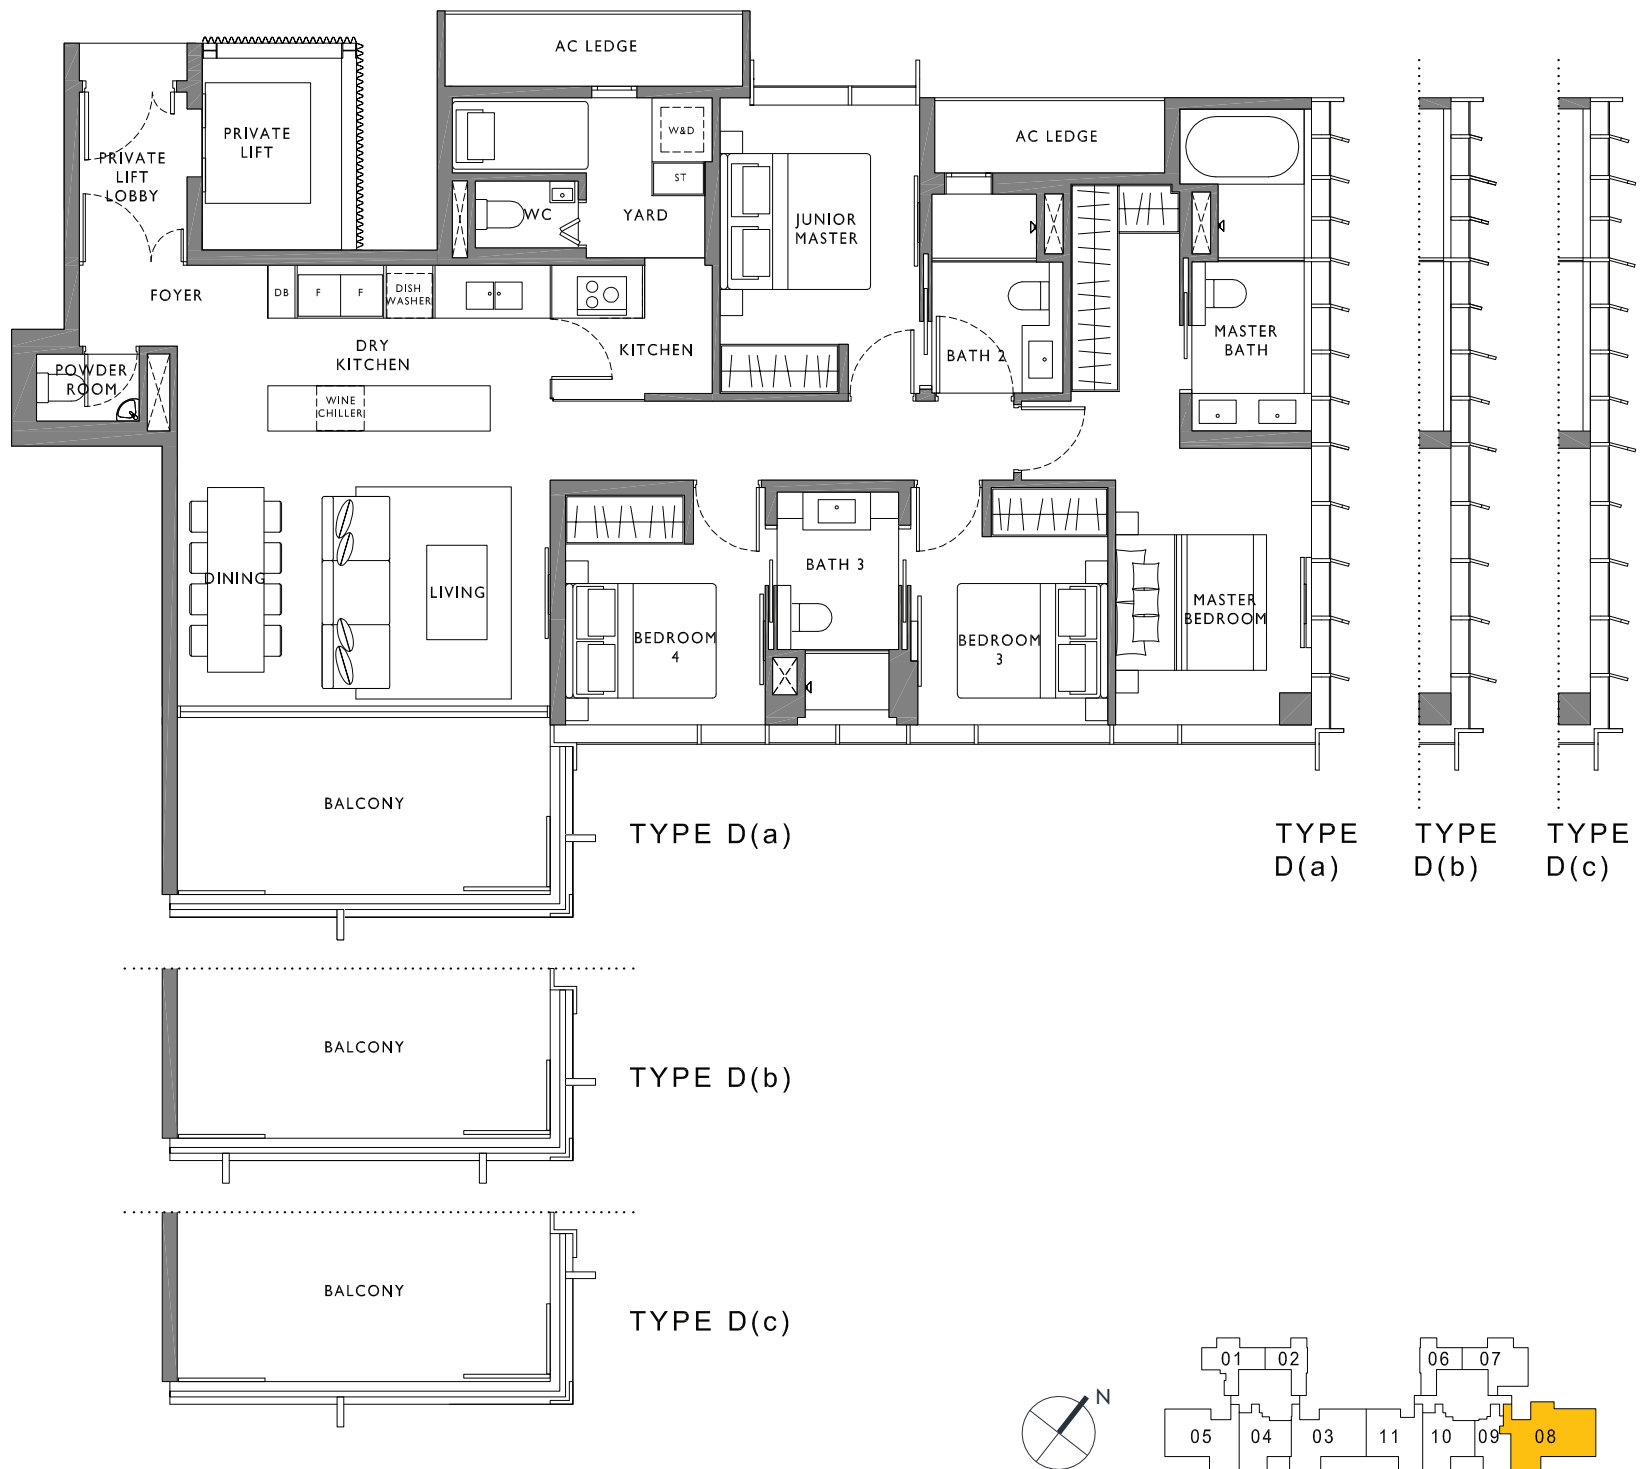 AC LEDGE
PRIVATE
LIFT
PRIVATE
LIFT
LOBBY
W&D
ST
WC
YARD
JUNIOR
MASTER
AC LEDGE
FOYER
DB
F
F
DISH
WASHER
DRY
KITCHEN
KITCHEN
BATH 2
MASTER
BATH
POWDER
ROOM
WINE
CHILLER
DINING
LIVING
BEDROOM
4
BATH 3
BEDROOM
3
MASTER
BEDROOM
BALCONY
TYPE D(a)
TYPE
D(a)
TYPE
D(b)
TYPE
D(c)
BALCONY
TYPE D(b)
BALCONY
TYPE D(c)
N
01
02
06
07
05
04
03
11
10
09
08